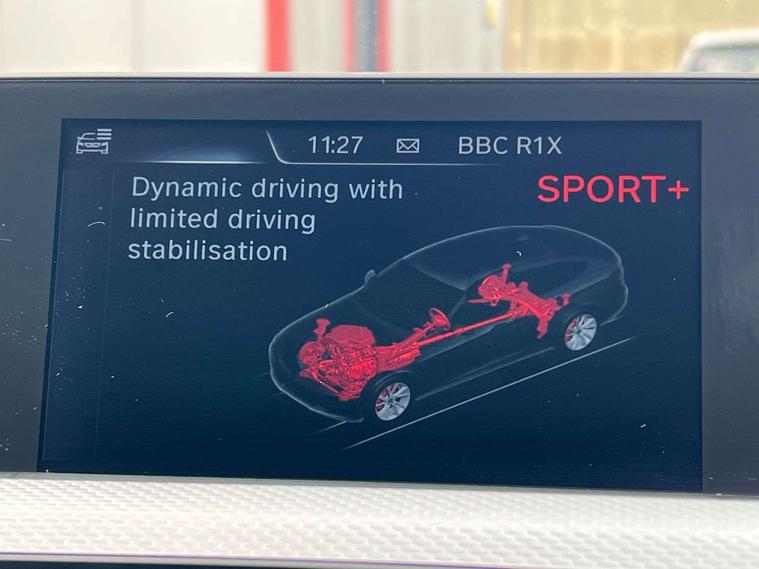 11:27 BBC R1X
Dynamic driving with
limited driving
stabilisation
SPORT+